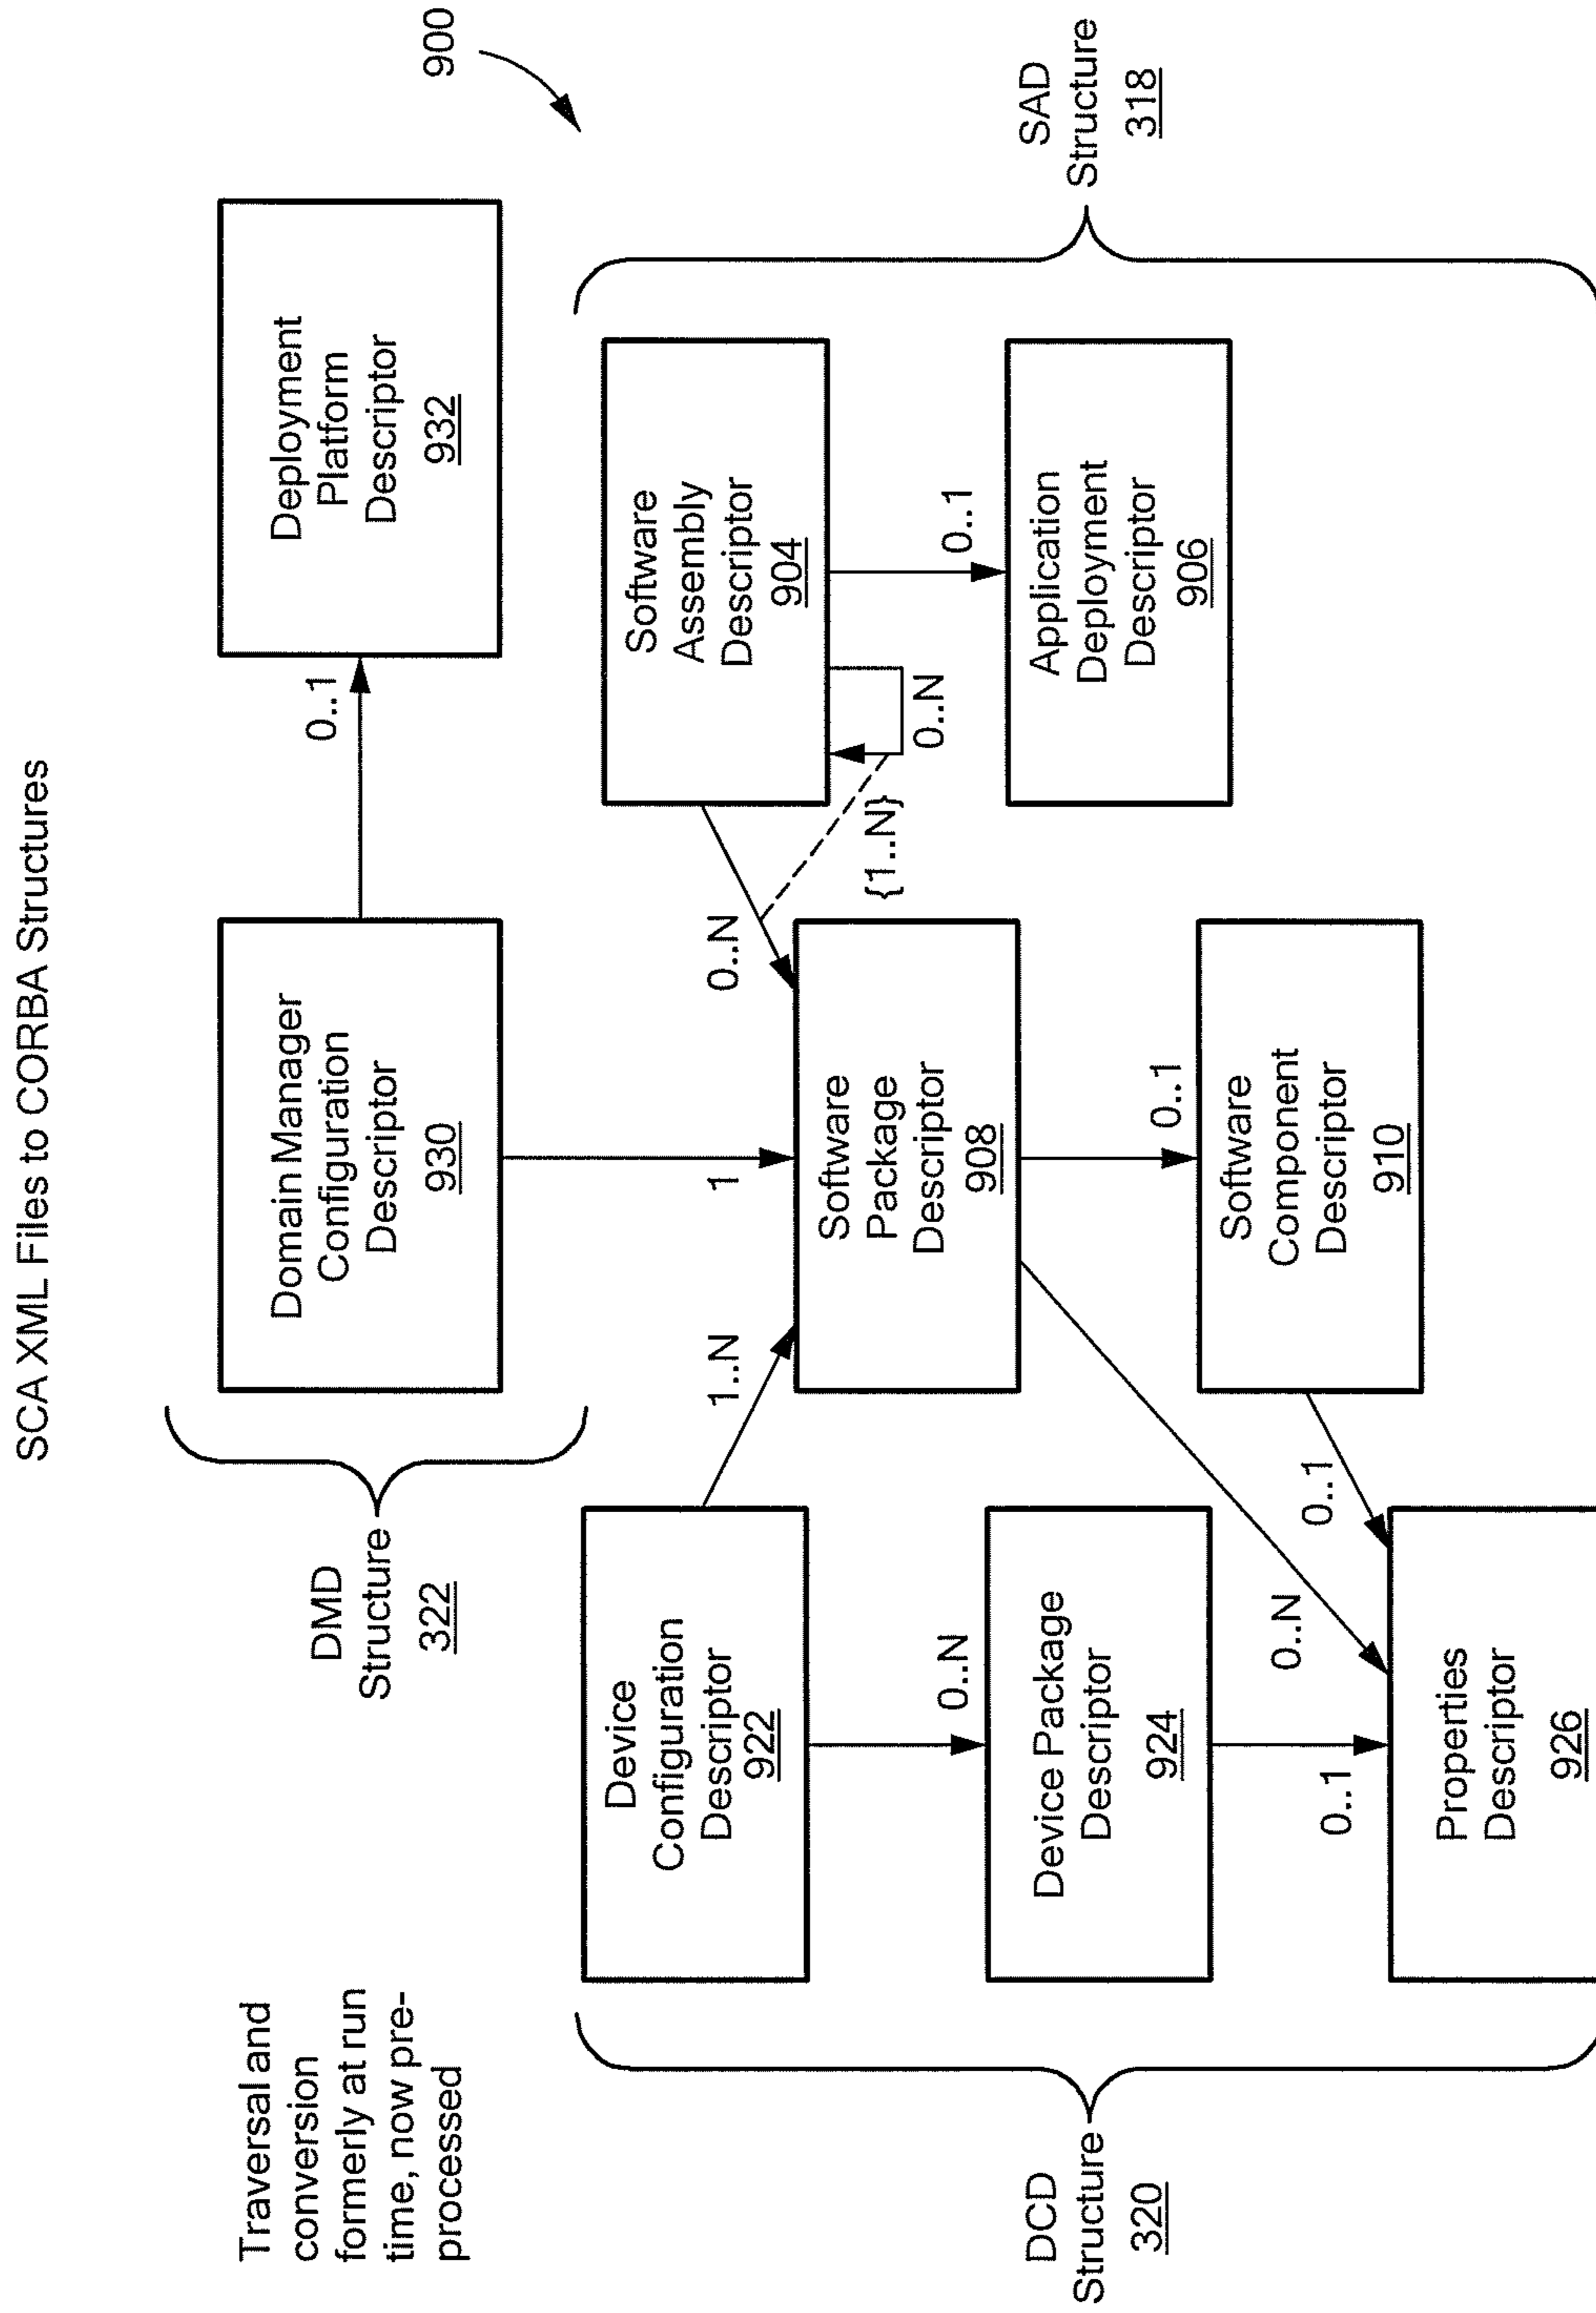 SCA XML Files to CORBA Structures
900
Traversal and
conversion
formerly at run
time, now pre-
processed
DMD
Structure
322
Domain Manager
Configuration
Descriptor
930
0..1
Deployment
Platform
Descriptor
932
1
DCD
Structure
320
Device
Configuration
Descriptor
922
1..N
0..N
Software
Assembly
Descriptor
904
0..N
{1..N}
0..1
SAD
Structure
318
Software
Package
Descriptor
908
0..N
Device Package
Descriptor
924
0..1
Application
Deployment
Descriptor
906
Software
Component
Descriptor
910
0..1
0..N
0..1
Properties
Descriptor
926